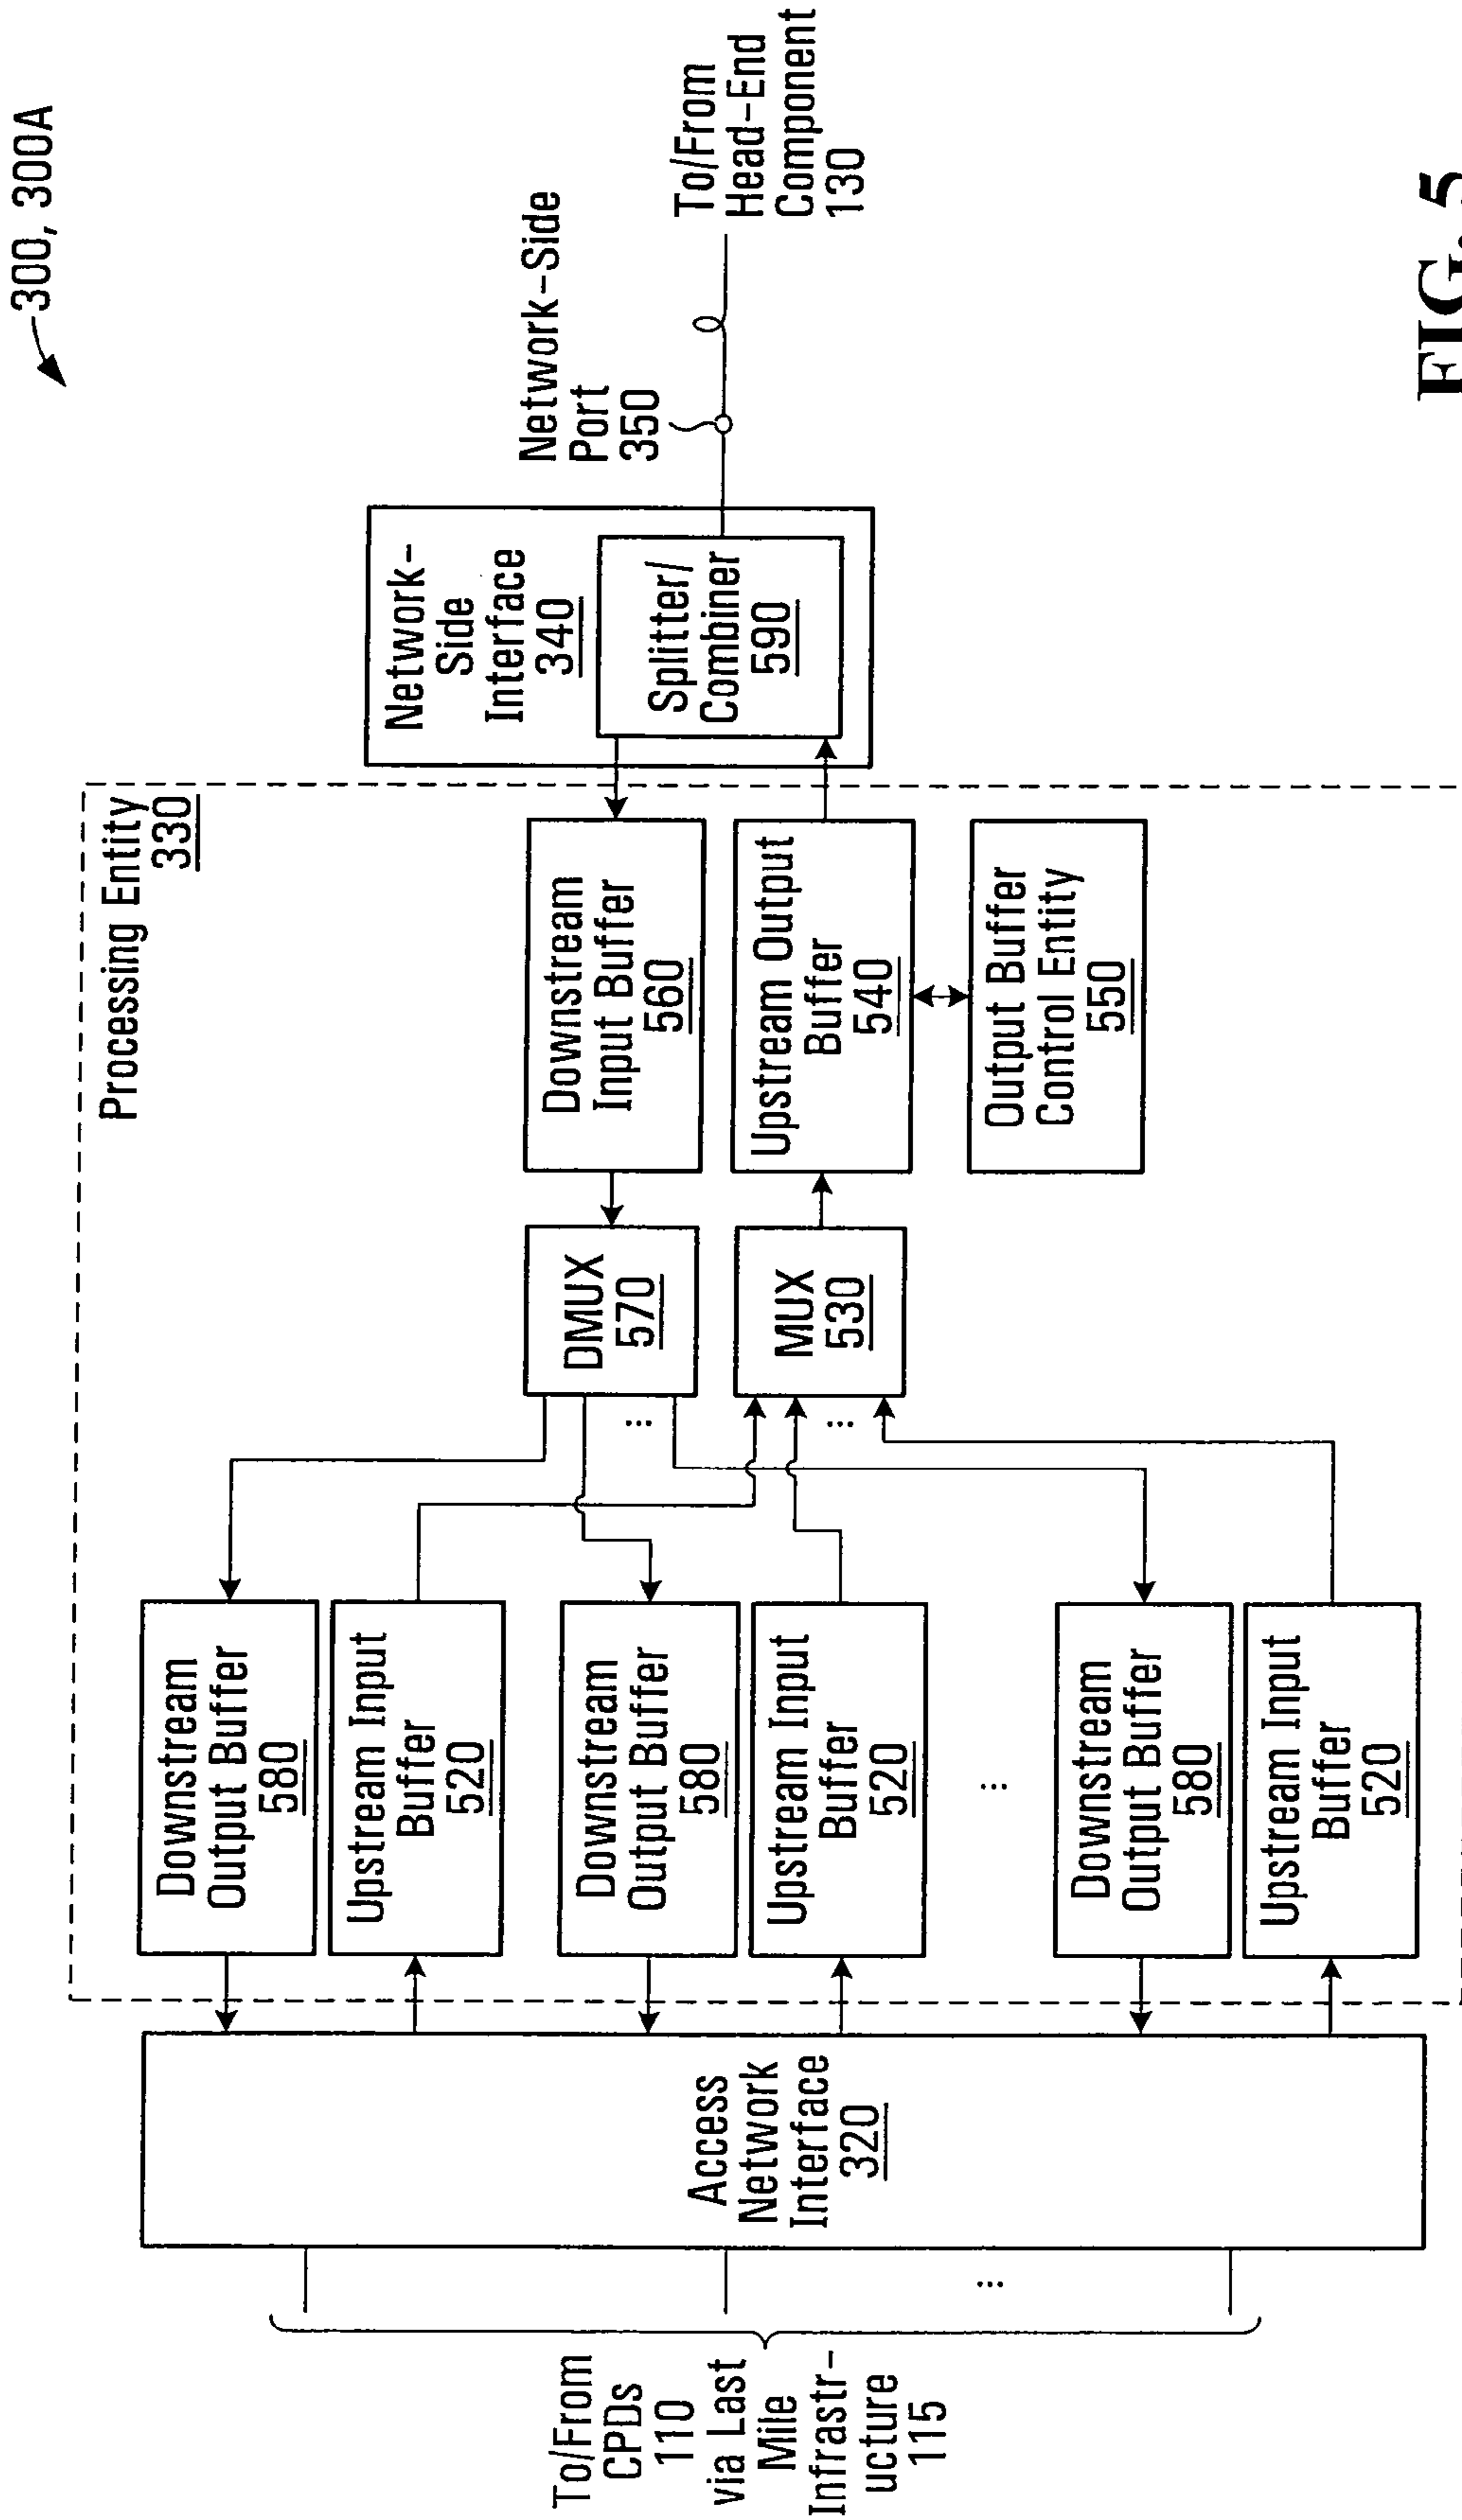 300, 300A
To/From
CPDs
110
via Last
Mile
Infrastr-
ucture
115
Access
Network
Interface
320
Processing Entity
330
Downstream
Output Buffer
580
Upstream Input
Buffer
520
Downstream
Output Buffer
580
Upstream Input
Buffer
520
Downstream
Output Buffer
580
Upstream Input
Buffer
520
DMUX
570
MUX
530
Downstream
Input Buffer
560
Upstream Output
Buffer
540
Output Buffer
Control Entity
550
Network-
Side
Interface
340
Splitter/
Combiner
590
Network-Side
Port
350
To/From
Head-End
Component
130
FIG. 5